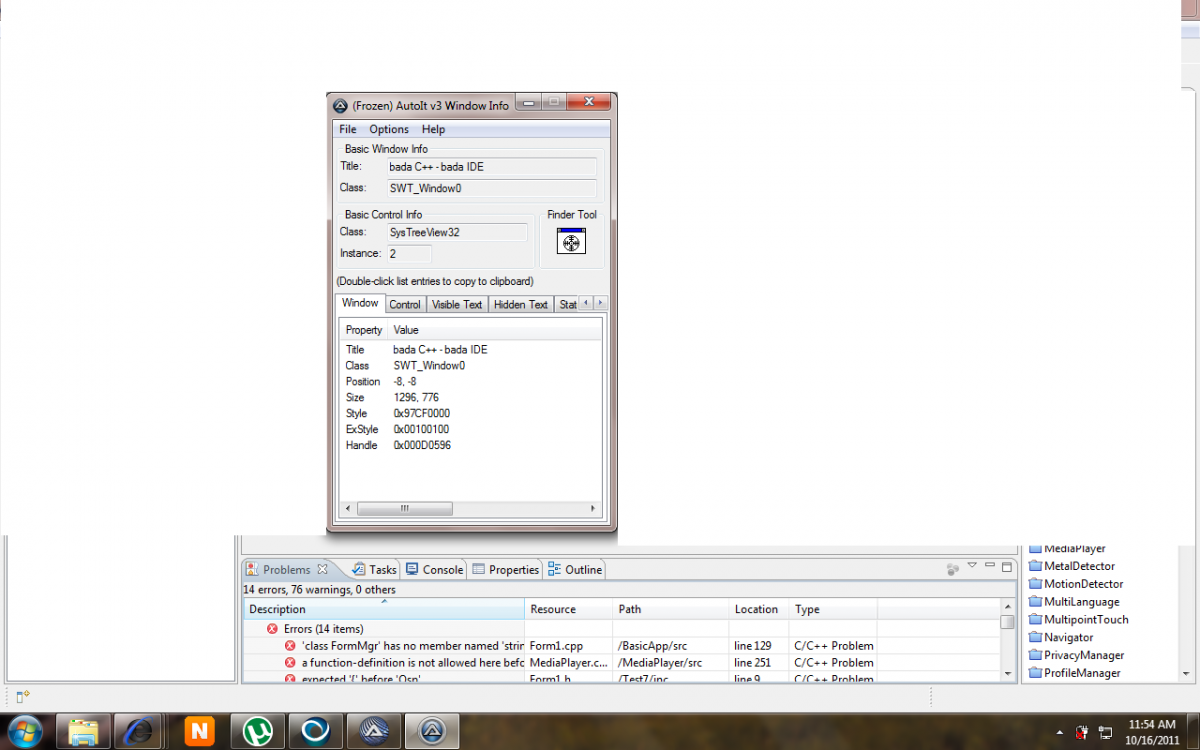 (Frozen) AutoIt v3 Window Info
File Options Help
Basic Window Info
Title: bada C++ - bada IDE
Class: SWT_Window0
Basic Control Info
Finder Tool
Class: SysTreeView32
Instance: 2
(Double-click list entries to copy to clipboard)
Window Control Visible Text Hidden Text Stat
Property Value
Title bada C++ - bada IDE
Class SWT_Window0
Position -8, -8
Size 1296, 776
Style 0x97CF0000
ExStyle 0x00100100
Handle 0x000D0596
Problems Tasks Console Properties Outline
14 errors, 76 warnings, 0 others
Description Resource Path Location Type
Errors (14 items)
'class FormMgr' has no member named 'strin Form1.cpp /BasicApp/src line 129 C/C++ Problem
a function-definition is not allowed here befo MediaPlayer.c... /MediaPlayer/src line 251 C/C++ Problem
expected '{' before 'Osp' Form1.h /Test7/inc line 9 C/C++ Problem
MediaPlayer
MetalDetector
MotionDetector
MultiLanguage
MultipointTouch
Navigator
PrivacyManager
ProfileManager
N
11:54 AM
10/16/2011